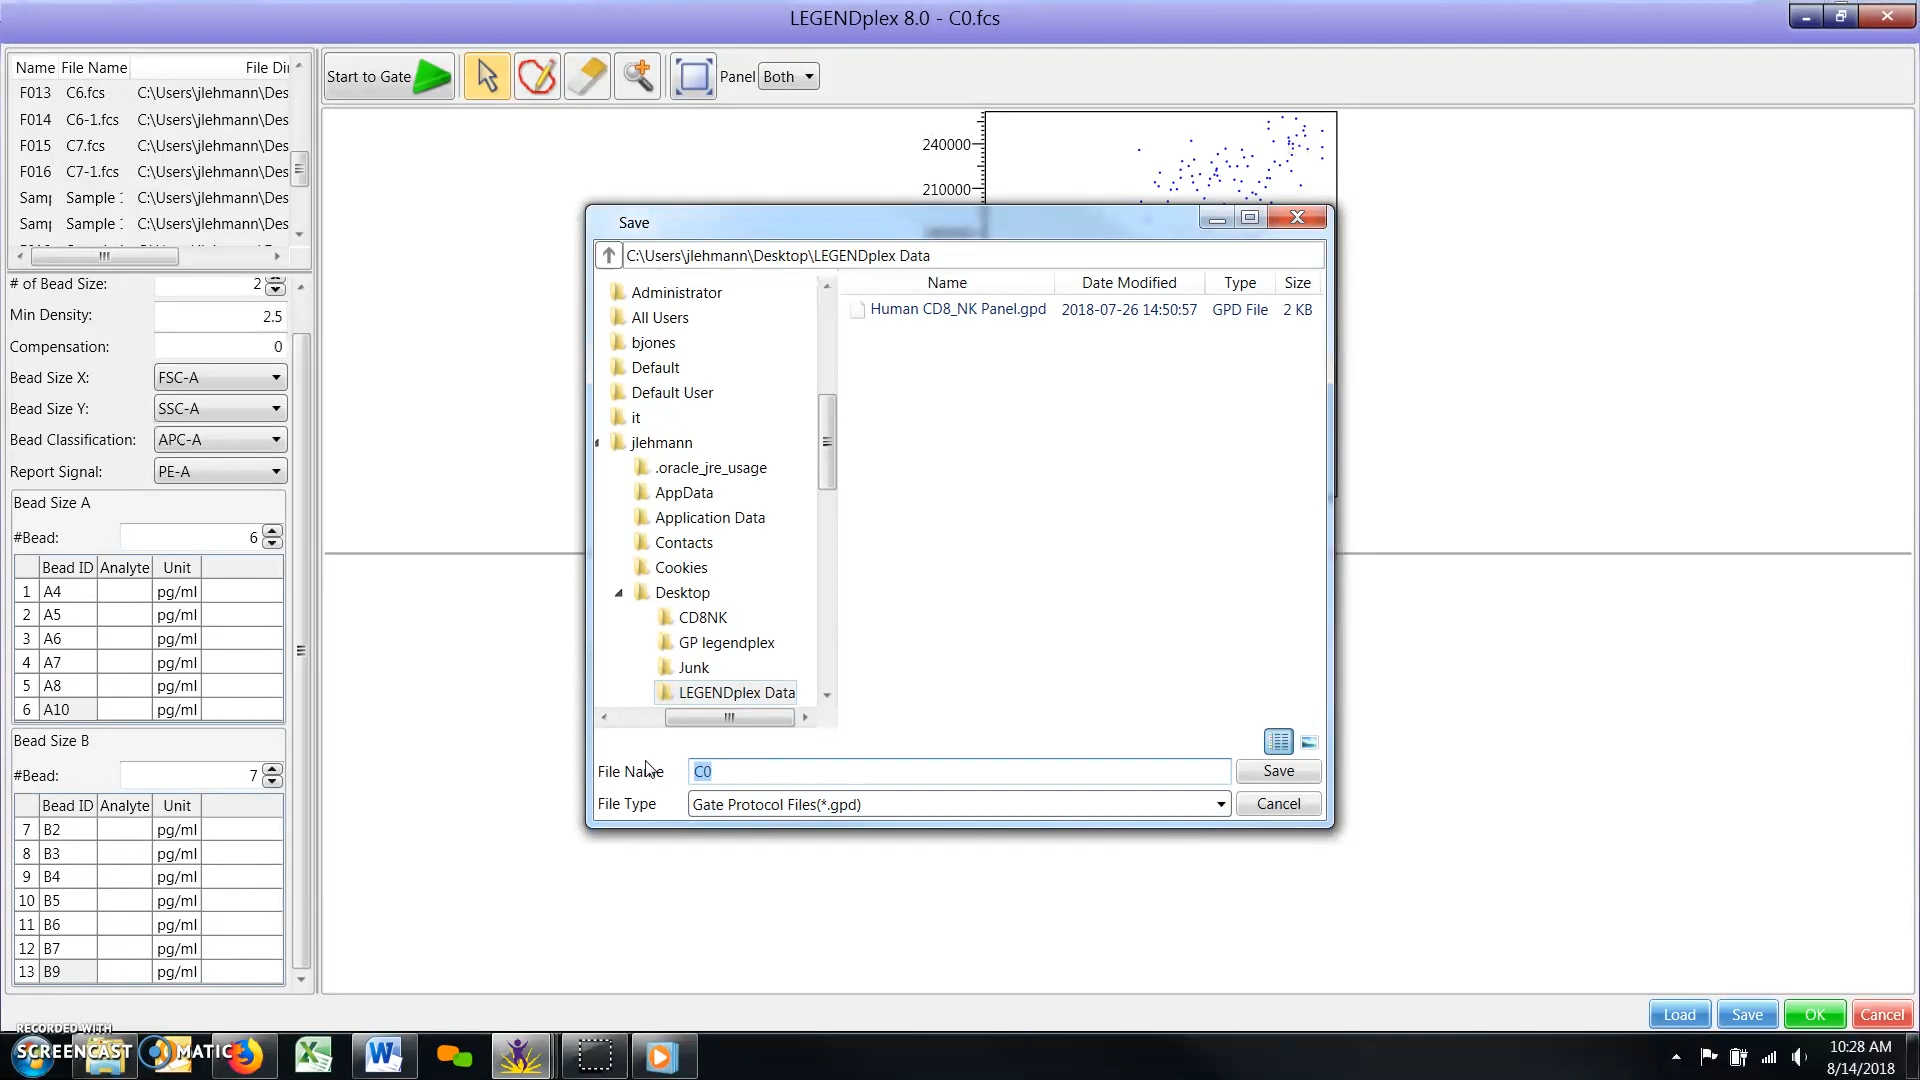 LEGENDplex 8.0 - C0.fcs
Name File Name File Dir
F013 C6.fcs C:\Users\jlehmann\Des
F014 C6-1.fcs C:\Users\jlehmann\Des
F015 C7.fcs C:\Users\jlehmann\Des
F016 C7-1.fcs C:\Users\jlehmann\Des
Samp Sample C:\Users\jlehmann\Des
Samp Sample C:\Users\jlehmann\Des
Start to Gate
Panel Both
240000
210000
# of Bead Size: 2
Min Density: 2.5
Compensation: 0
Bead Size X: FSC-A
Bead Size Y: SSC-A
Bead Classification: APC-A
Report Signal: PE-A
Bead Size A
#Bead: 6
Bead ID Analyte Unit
1 A4 pg/ml
2 A5 pg/ml
3 A6 pg/ml
4 A7 pg/ml
5 A8 pg/ml
6 A10 pg/ml
Bead Size B
#Bead: 7
Bead ID Analyte Unit
7 B2 pg/ml
8 B3 pg/ml
9 B4 pg/ml
10 B5 pg/ml
11 B6 pg/ml
12 B7 pg/ml
13 B9 pg/ml
Save
C:\Users\jlehmann\Desktop\LEGENDplex Data
Administrator
All Users
bjones
Default
Default User
it
jlehmann
.oracle_jre_usage
AppData
Application Data
Contacts
Cookies
Desktop
CD8NK
GP legendplex
Junk
LEGENDplex Data
Name Date Modified Type Size
Human CD8_NK Panel.gpd 2018-07-26 14:50:57 GPD File 2 KB
File Name C0 Save
File Type Gate Protocol Files(*.gpd) Cancel
Load Save OK Cancel
RECORDED WITH
SCREENCAST MATIC
10:28 AM
8/14/2018